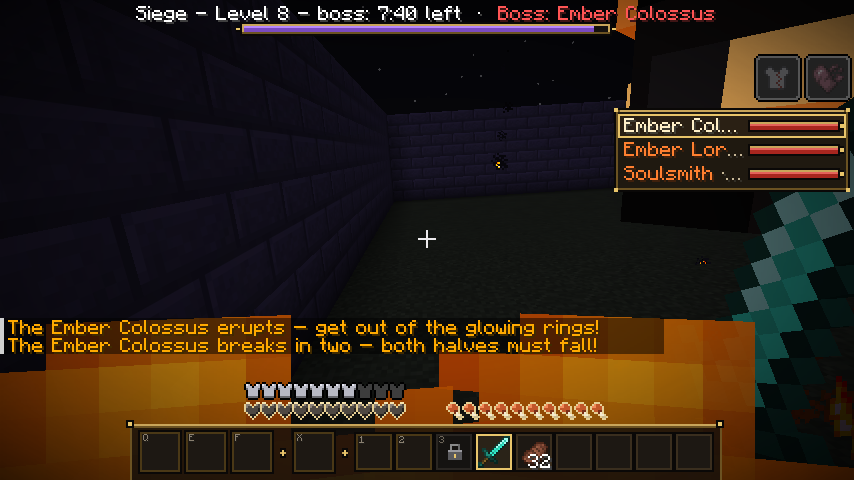 Siege – Level 8 – boss: 7:40 left · Boss: Ember Colossus
Ember Col...
Ember Lor...
Soulsmith ·...
The Ember Colossus erupts – get out of the glowing rings!
The Ember Colossus breaks in two – both halves must fall!
Q E F X 1 2 3
32